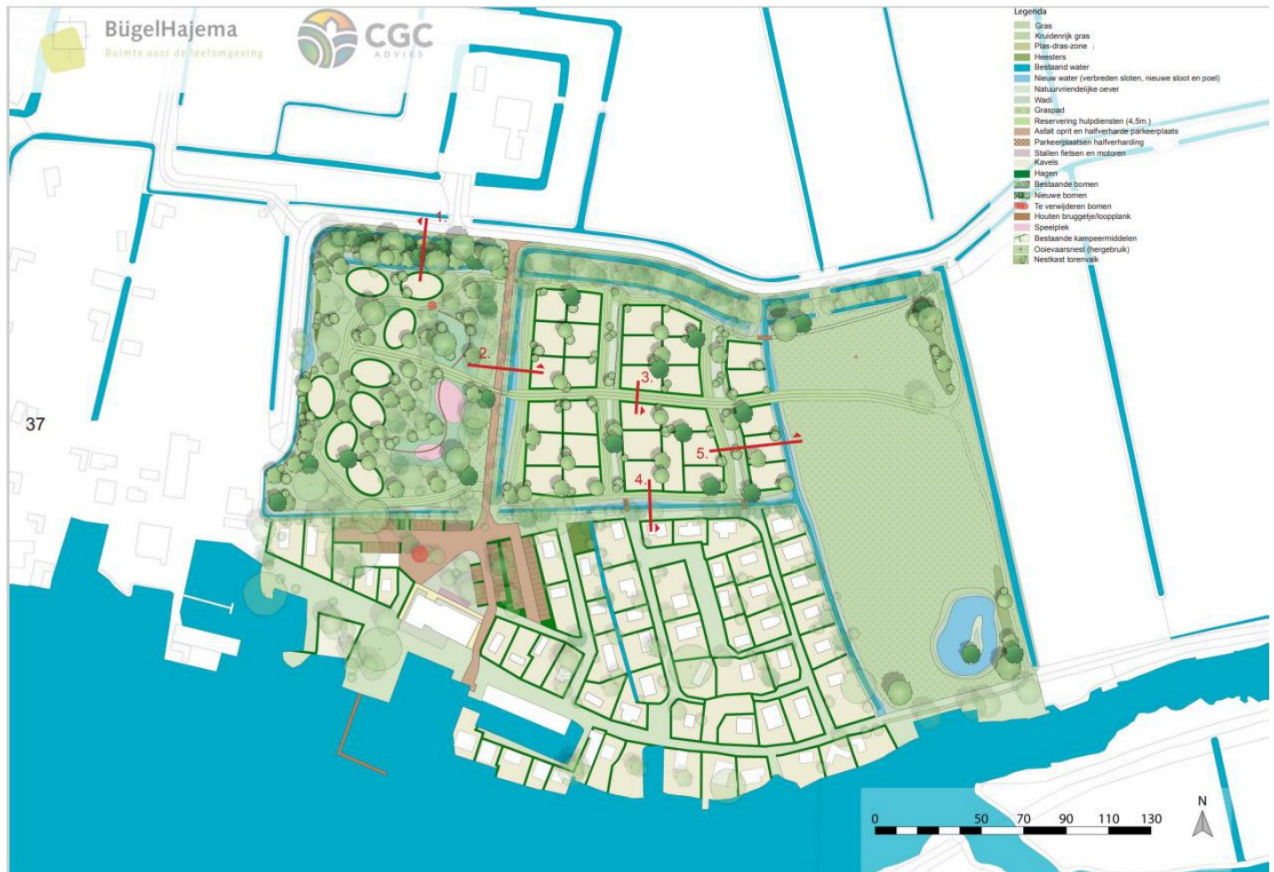 BügelHajema
Ruimte voor de leefomgeving
CGC
ADVIES
Legenda
Gras
Kruidenrijk gras
Plas-dras-zone
Heesters
Bestaand water
Nieuw water (verbreden sloten, nieuwe sloot en poel)
Natuurvriendelijke oever
Wadi
Graspad
Reservering hulpdiensten (4,5m.)
Asfalt oprit en halfverharde parkeerplaats
Parkeerplaatsen halfverharding
Stallen fietsen en motoren
Kavels
Hagen
Bestaande bomen
Nieuwe bomen
Te verwijderen bomen
Houten bruggetje/loopplank
Speelplek
Bestaande kampeermiddelen
Ooievaarsnest (hergebruik)
Nestkast torenvalk
1.
2.
3.
37
5.
4.
N
0 50 70 90 110 130